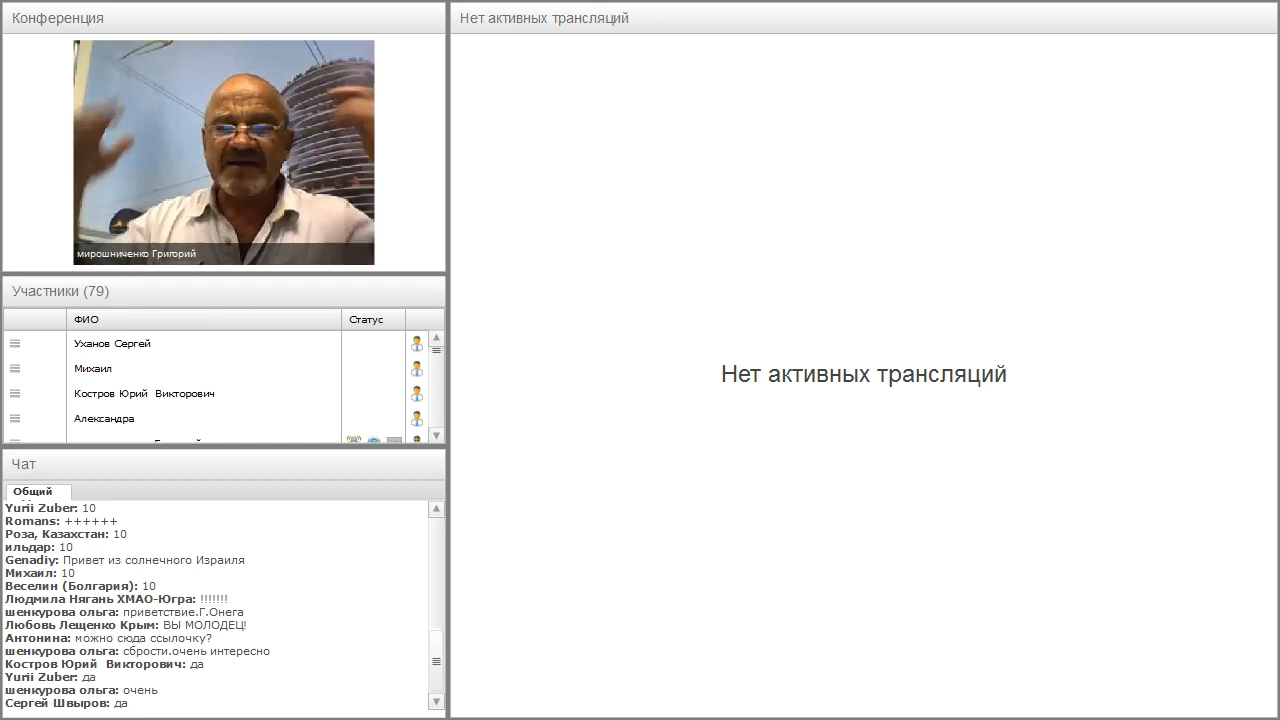 Конференция
мирошниченко Григорий
Участники (79)
ФИО
Статус
Уханов Сергей
Михаил
Костров Юрий  Викторович
Александра
Чат
Общий
Yurii Zuber: 10
Romans: ++++++
Роза, Казахстан: 10
ильдар: 10
Genadiy: Привет из солнечного Израиля
Михаил: 10
Веселин (Болгария): 10
Людмила Нягань ХМАО-Югра: !!!!!!!
шенкурова ольга: приветствие.Г.Онега
Любовь Лещенко Крым: ВЫ МОЛОДЕЦ!
Антонина: можно сюда ссылочку?
шенкурова ольга: сбрости.очень интересно
Костров Юрий  Викторович: да
Yurii Zuber: да
шенкурова ольга: очень
Сергей Швыров: да
Нет активных трансляций
Нет активных трансляций